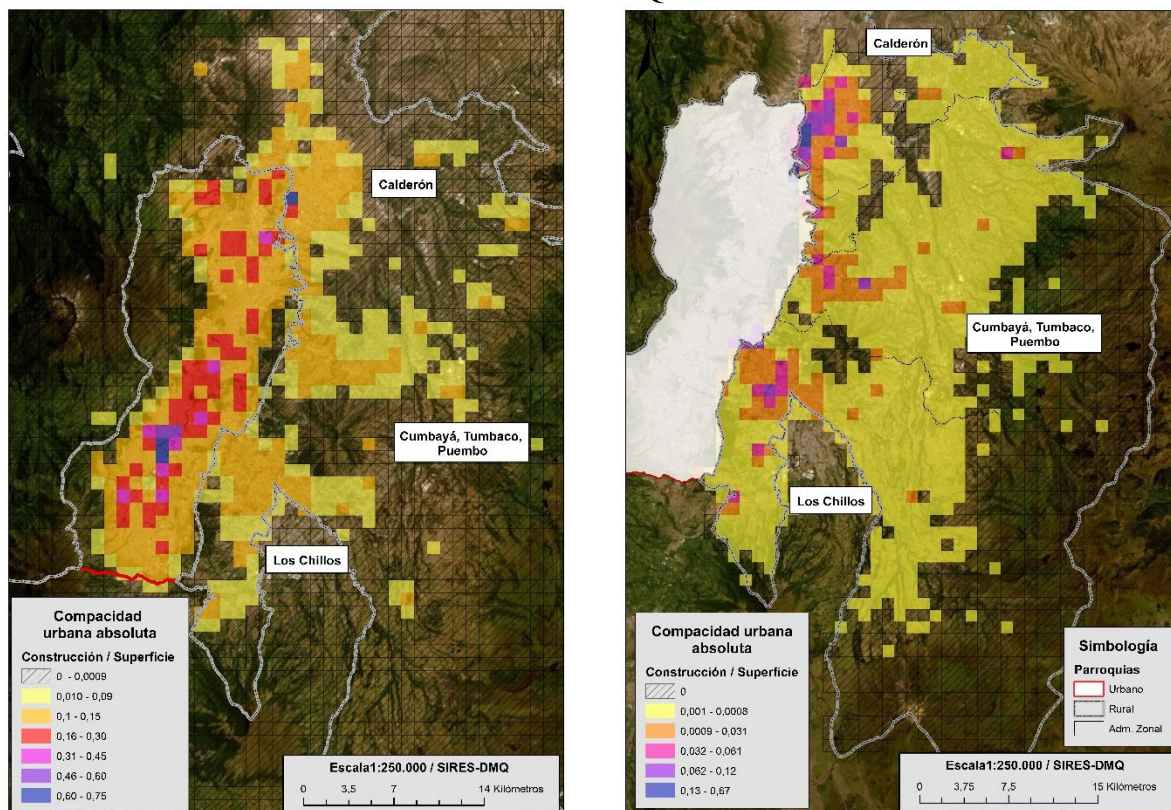 Q
Calderón
Cumbayá, Tumbaco,
Puembo
Los Chillos
Compacidad
urbana absoluta
Construcción / Superficie
0 - 0,0009
0,010 - 0,09
0,1 - 0,15
0,16 - 0,30
0,31 - 0,45
0,46 - 0,60
0,60 - 0,75
Escala1:250.000 / SIRES-DMQ
0 3,5 7 14 Kilómetros
N
Calderón
Cumbayá, Tumbaco,
Puembo
Los Chillos
Compacidad urbana
absoluta
Construcción / Superficie
0
0,001 - 0,0008
0,0009 - 0,031
0,032 - 0,061
0,062 - 0,12
0,13 - 0,67
Simbología
Parroquias
Urbano
Rural
Adm. Zonal
Escala1:250.000 / SIRES-DMQ
0 3,75 7,5 15 Kilómetros